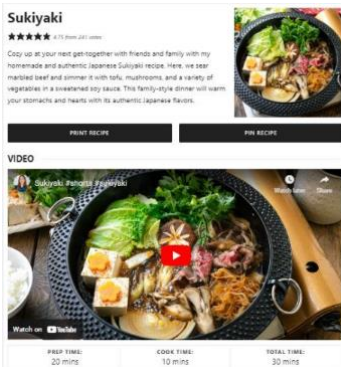 Sukiyaki
4.75 from 241 votes
Cozy up at your next get-together with friends and family with my
homemade and authentic Japanese Sukiyaki recipe. Here, we sear
marbled beef and simmer it with tofu, mushrooms, and a variety of
vegetables in a sweetened soy sauce. This family-style dinner will warm
your stomachs and hearts with its authentic Japanese flavors.
PRINT RECIPE
PIN RECIPE
VIDEO
Sukiyaki #shorts #sukiyaki
Watch later
Share
Watch on YouTube
PREP TIME:
20 mins
COOK TIME:
10 mins
TOTAL TIME:
30 mins